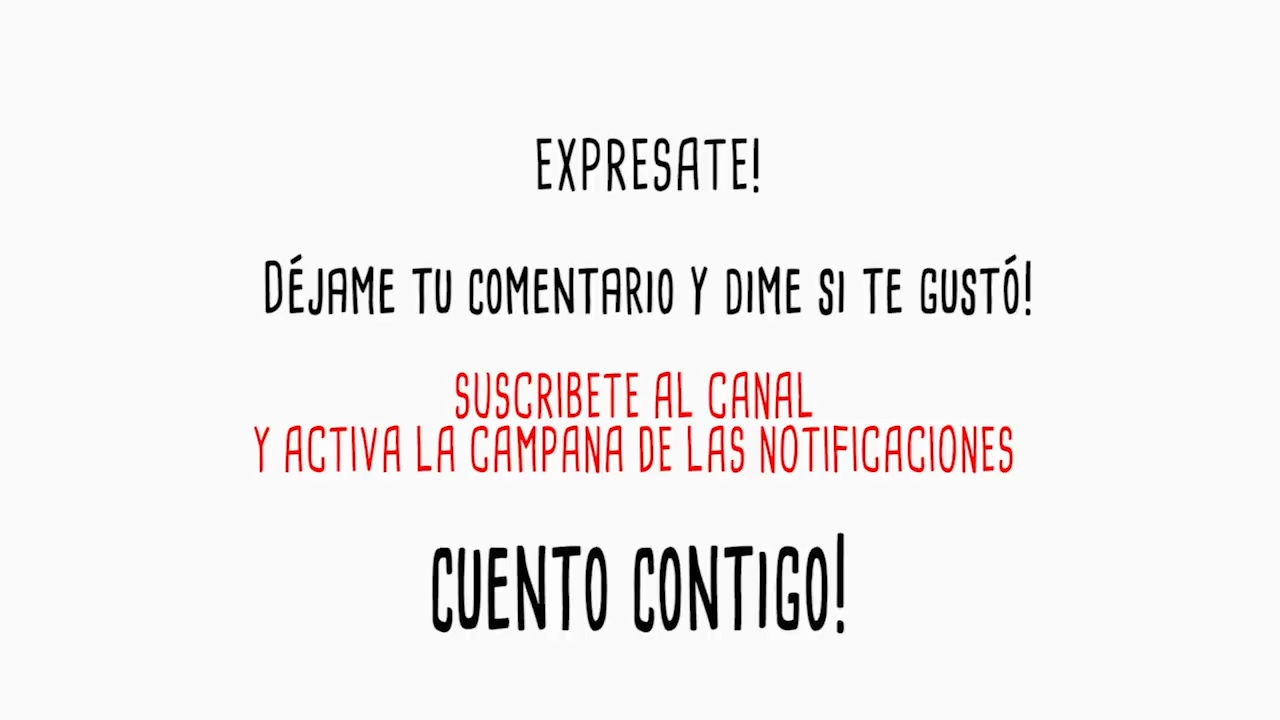 EXPRESATE!
DÉJAME TU COMENTARIO Y DIME SI TE GUSTÓ!
SUSCRIBETE AL CANAL
Y ACTIVA LA CAMPANA DE LAS NOTIFICACIONES
CUENTO CONTIGO!